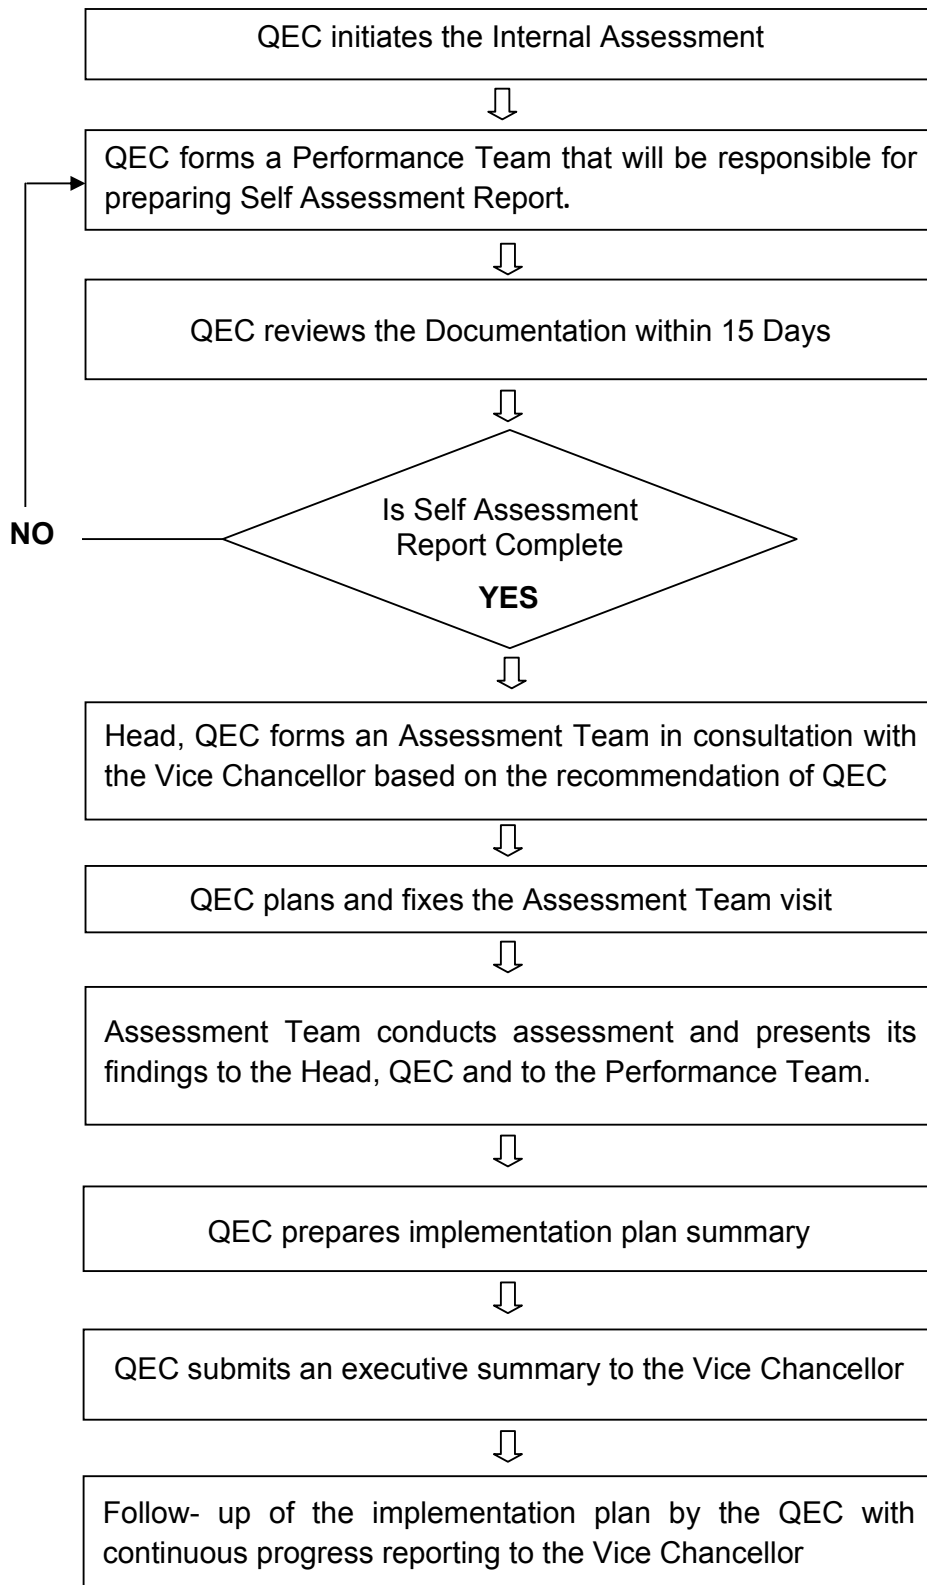 QEC initiates the Internal Assessment
QEC forms a Performance Team that will be responsible for
preparing Self Assessment Report.
QEC reviews the Documentation within 15 Days
Is Self Assessment
Report Complete
NO
YES
Head, QEC forms an Assessment Team in consultation with
the Vice Chancellor based on the recommendation of QEC
QEC plans and fixes the Assessment Team visit
Assessment Team conducts assessment and presents its
findings to the Head, QEC and to the Performance Team.
QEC prepares implementation plan summary
QEC submits an executive summary to the Vice Chancellor
Follow- up of the implementation plan by the QEC with
continuous progress reporting to the Vice Chancellor